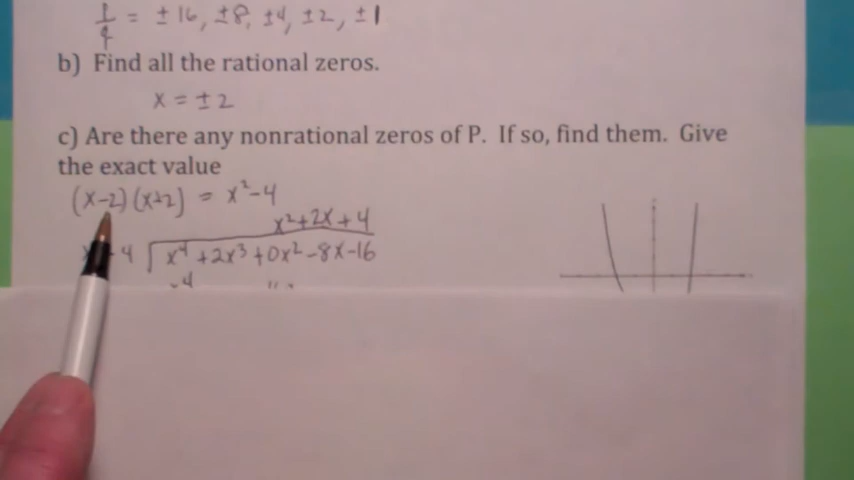 p/q = ±16, ±8, ±4, ±2, ±1
b) Find all the rational zeros.
x = ±2
c) Are there any nonrational zeros of P. If so, find them. Give
the exact value
(x-2)(x+2) = x²-4
x²+2x+4
4 x⁴+2x³+0x²-8x-16